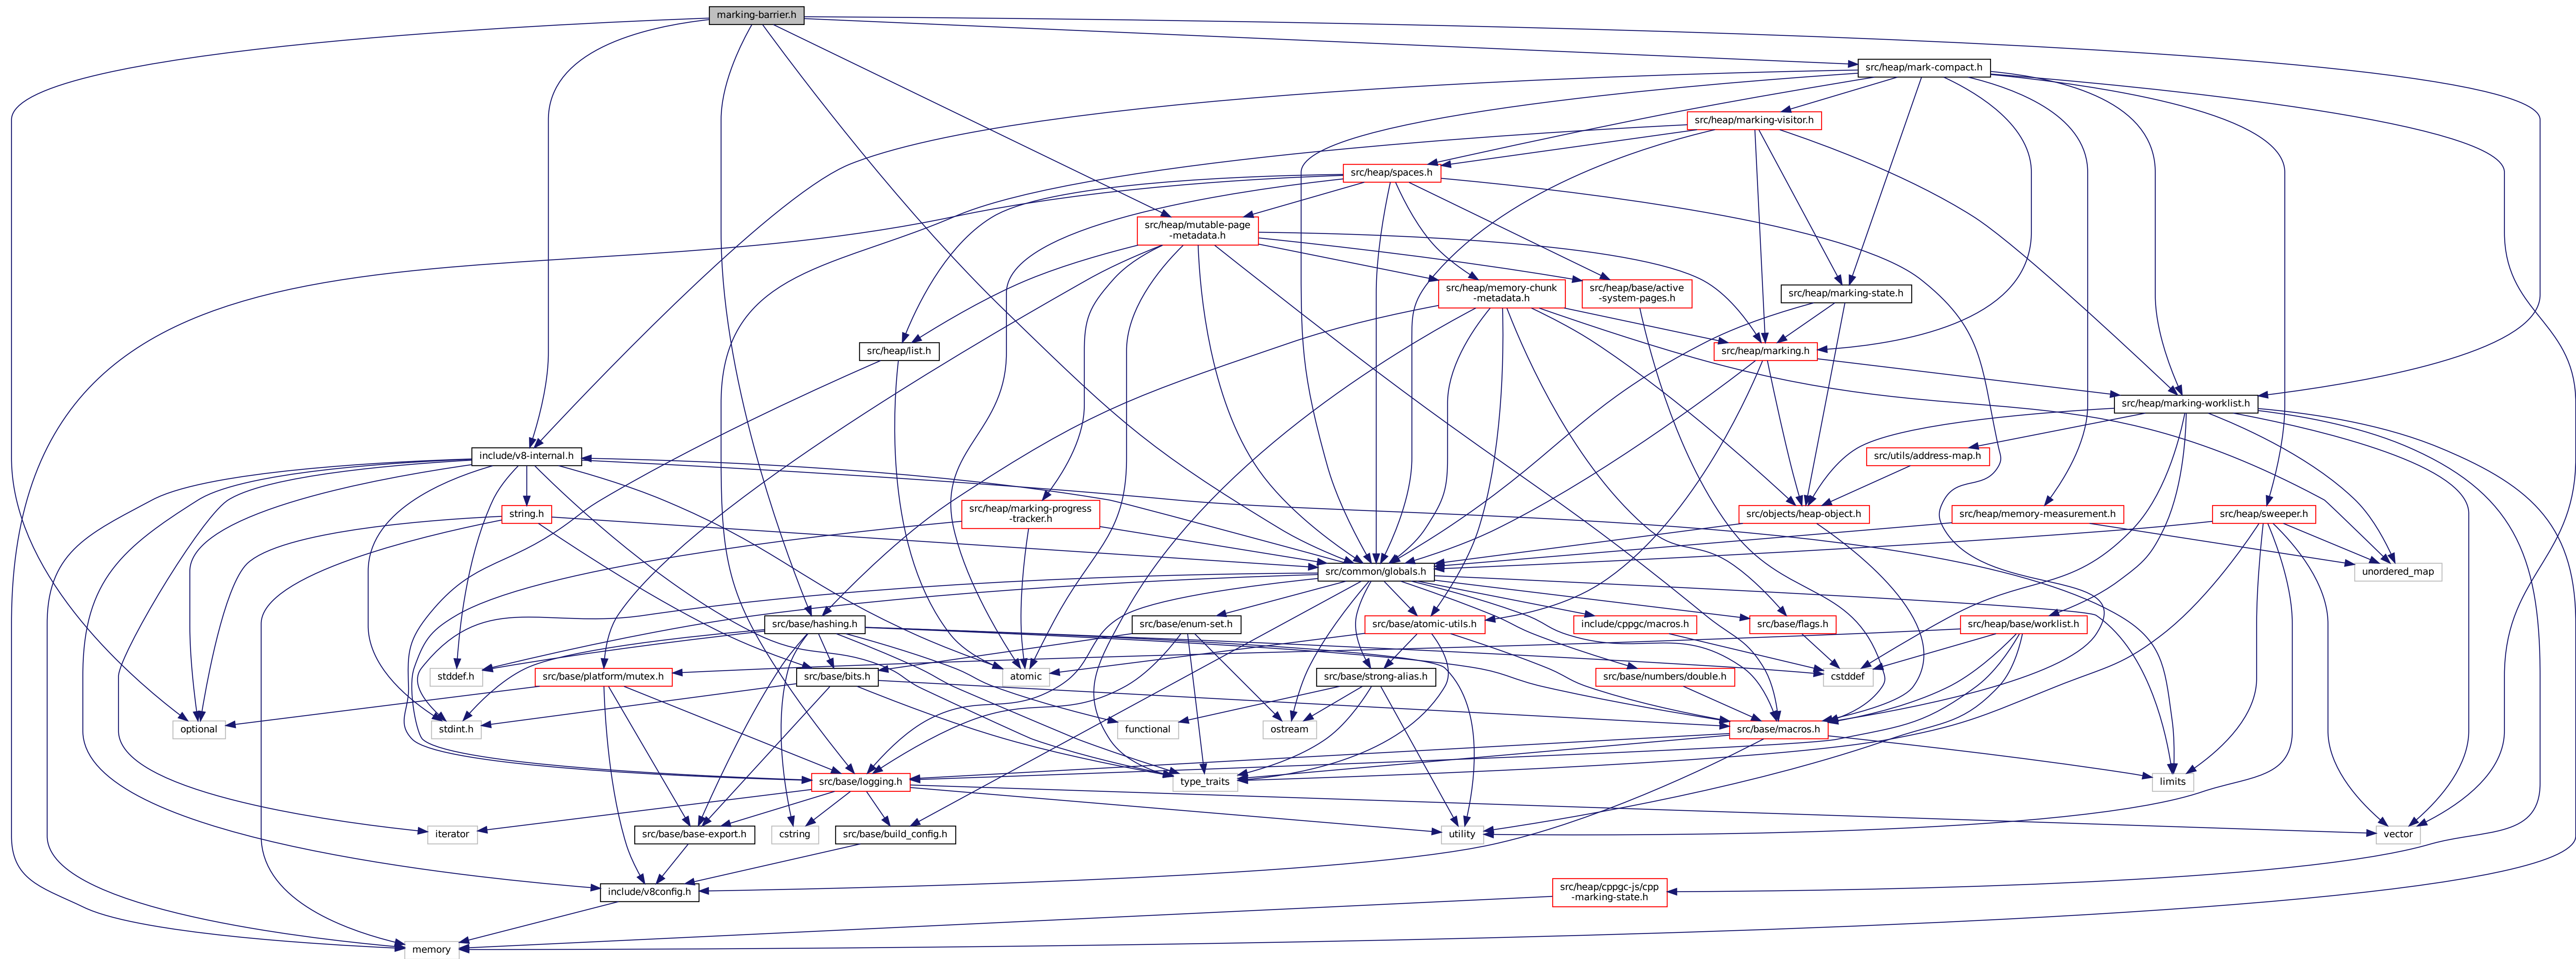 marking-barrier.h
src/heap/mark-compact.h
src/heap/marking-visitor.h
src/heap/spaces.h
src/heap/mutable-page
-metadata.h
src/heap/memory-chunk
-metadata.h
src/heap/base/active
-system-pages.h
src/heap/marking-state.h
src/heap/list.h
src/heap/marking.h
src/heap/marking-worklist.h
include/v8-internal.h
src/utils/address-map.h
string.h
src/heap/marking-progress
-tracker.h
src/objects/heap-object.h
src/heap/memory-measurement.h
src/heap/sweeper.h
src/common/globals.h
unordered_map
src/base/hashing.h
src/base/enum-set.h
src/base/atomic-utils.h
include/cppgc/macros.h
src/base/flags.h
src/heap/base/worklist.h
stddef.h
src/base/platform/mutex.h
src/base/bits.h
atomic
src/base/strong-alias.h
src/base/numbers/double.h
cstddef
optional
stdint.h
functional
ostream
src/base/macros.h
src/base/logging.h
type_traits
limits
iterator
src/base/base-export.h
cstring
src/base/build_config.h
utility
vector
include/v8config.h
src/heap/cppgc-js/cpp
-marking-state.h
memory